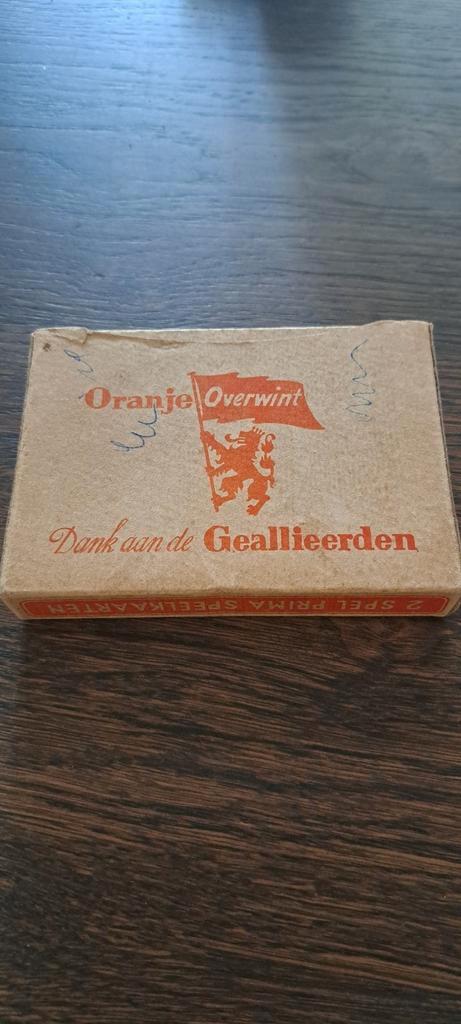 Oranje Overwint
Dank aan de Geallieerden
2 SPEL PRIMA SPEELKAARTEN